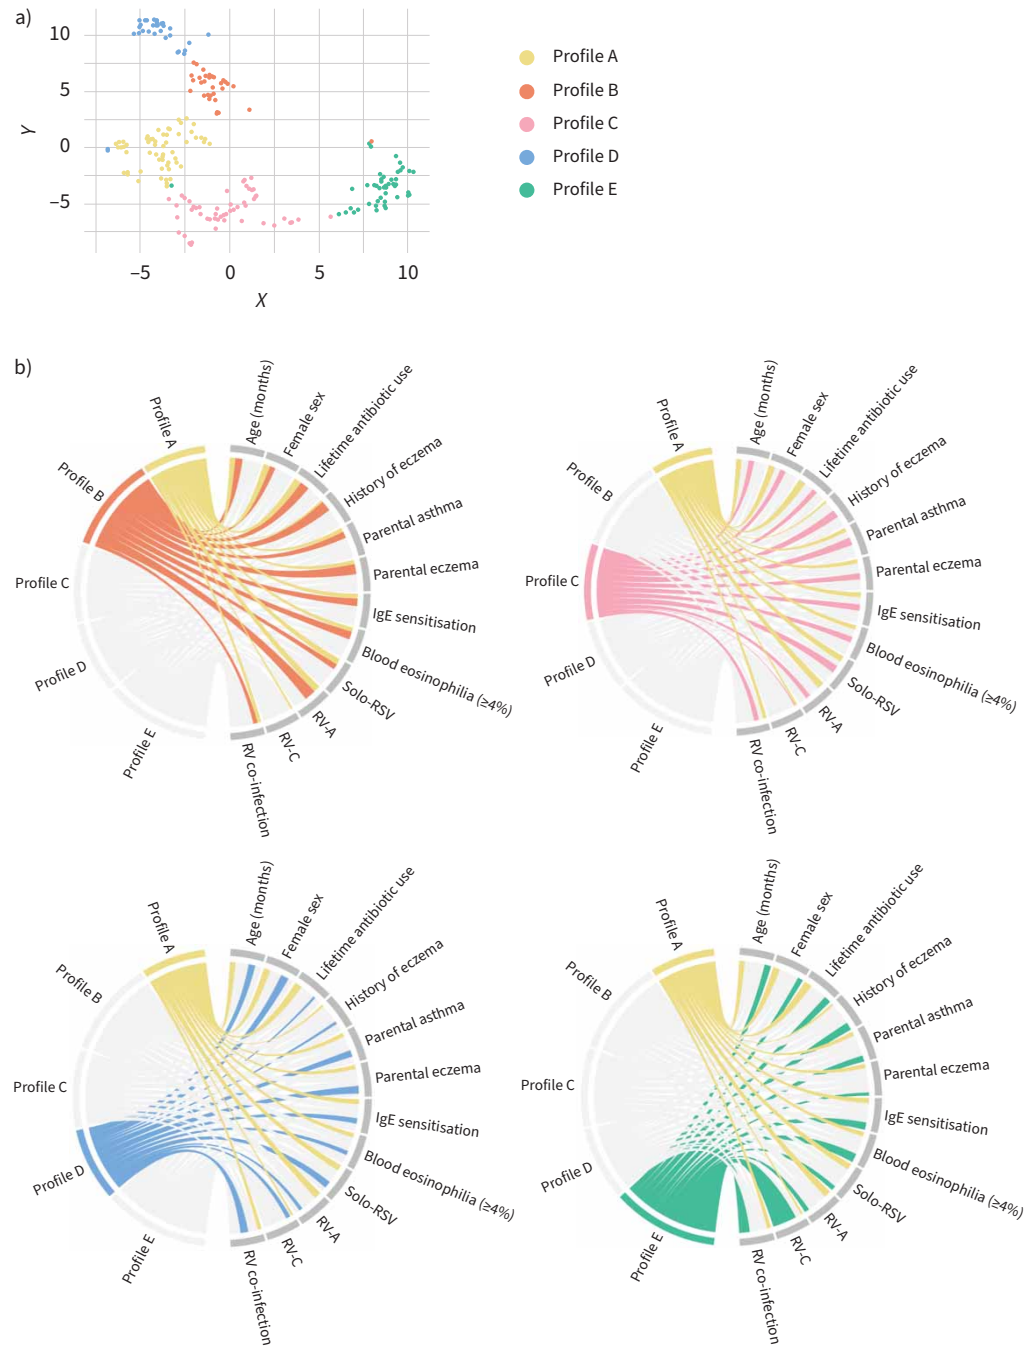 a)
10
5
0
−5
Y
−5
0
5
10
X
Profile A
Profile B
Profile C
Profile D
Profile E
b)
Profile A
Profile B
Profile C
Profile D
Profile E
Age (months)
Female sex
Lifetime antibiotic use
History of eczema
Parental asthma
Parental eczema
IgE sensitisation
Blood eosinophilia (≥4%)
Solo-RSV
RV-A
RV-C
RV co-infection
Profile A
Profile B
Profile C
Profile D
Profile E
Age (months)
Female sex
Lifetime antibiotic use
History of eczema
Parental asthma
Parental eczema
IgE sensitisation
Blood eosinophilia (≥4%)
Solo-RSV
RV-A
RV-C
RV co-infection
Profile A
Profile B
Profile C
Profile D
Profile E
Age (months)
Female sex
Lifetime antibiotic use
History of eczema
Parental asthma
Parental eczema
IgE sensitisation
Blood eosinophilia (≥4%)
Solo-RSV
RV-A
RV-C
RV co-infection
Profile A
Profile B
Profile C
Profile D
Profile E
Age (months)
Female sex
Lifetime antibiotic use
History of eczema
Parental asthma
Parental eczema
IgE sensitisation
Blood eosinophilia (≥4%)
Solo-RSV
RV-A
RV-C
RV co-infection